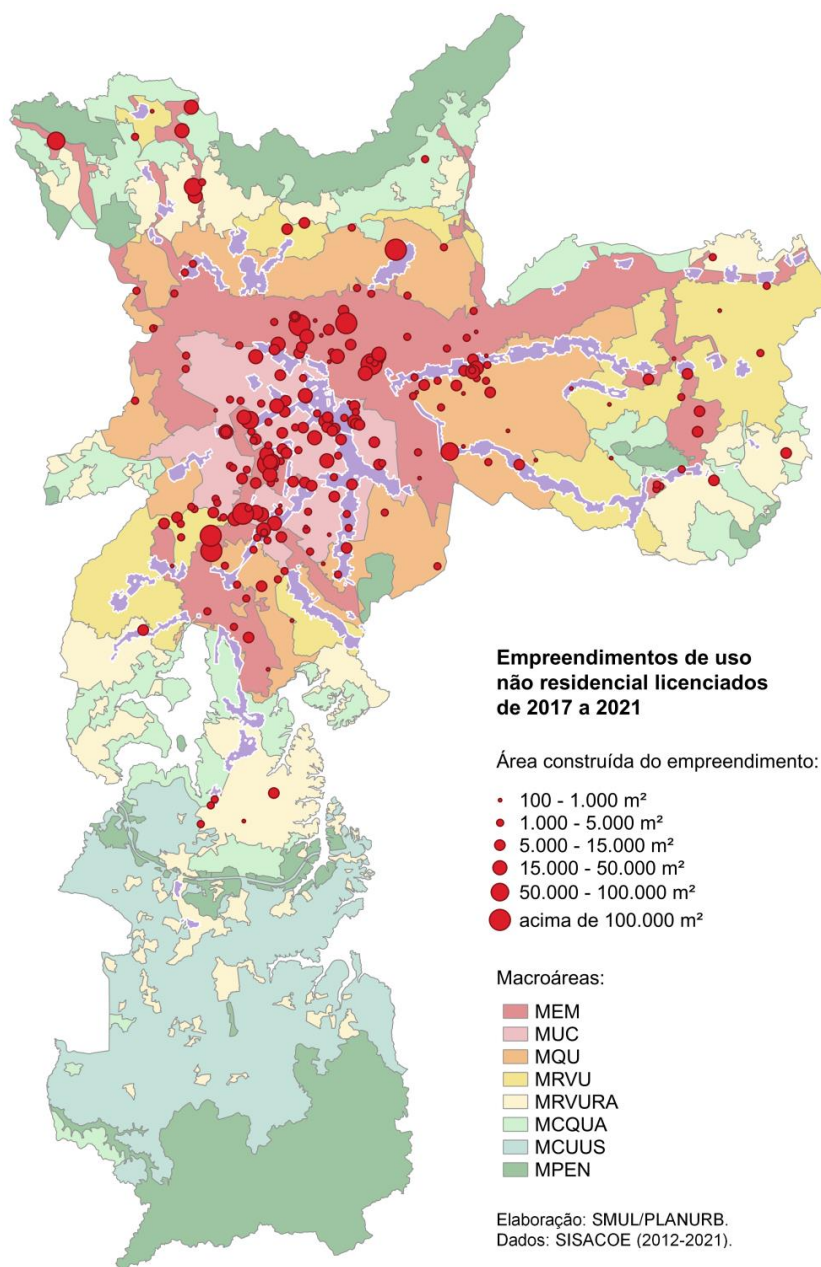 Empreendimentos de uso
não residencial licenciados
de 2017 a 2021
Área construída do empreendimento:
100 - 1.000 m²
1.000 - 5.000 m²
5.000 - 15.000 m²
15.000 - 50.000 m²
50.000 - 100.000 m²
acima de 100.000 m²
Macroáreas:
MEM
MUC
MQU
MRVU
MRVURA
MCQUA
MCUUS
MPEN
Elaboração: SMUL/PLANURB.
Dados: SISACOE (2012-2021).